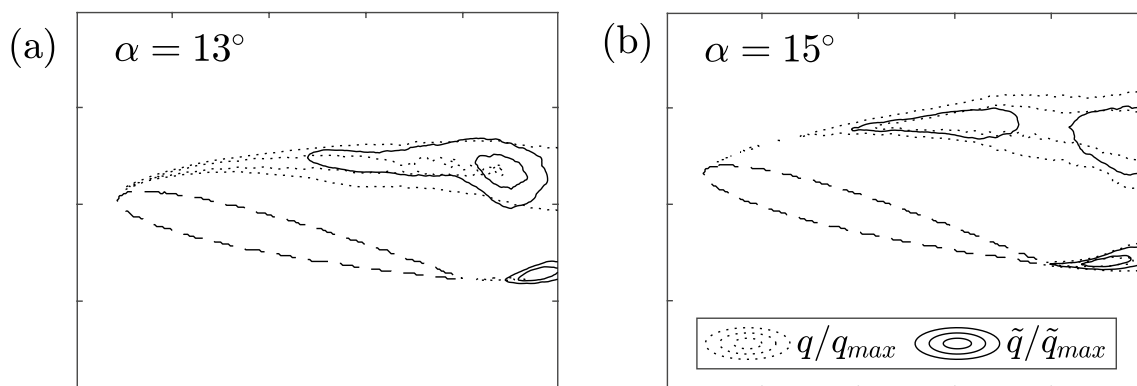 (a)
α = 13°
(b)
α = 15°
q/q_max
q̃/q̃_max